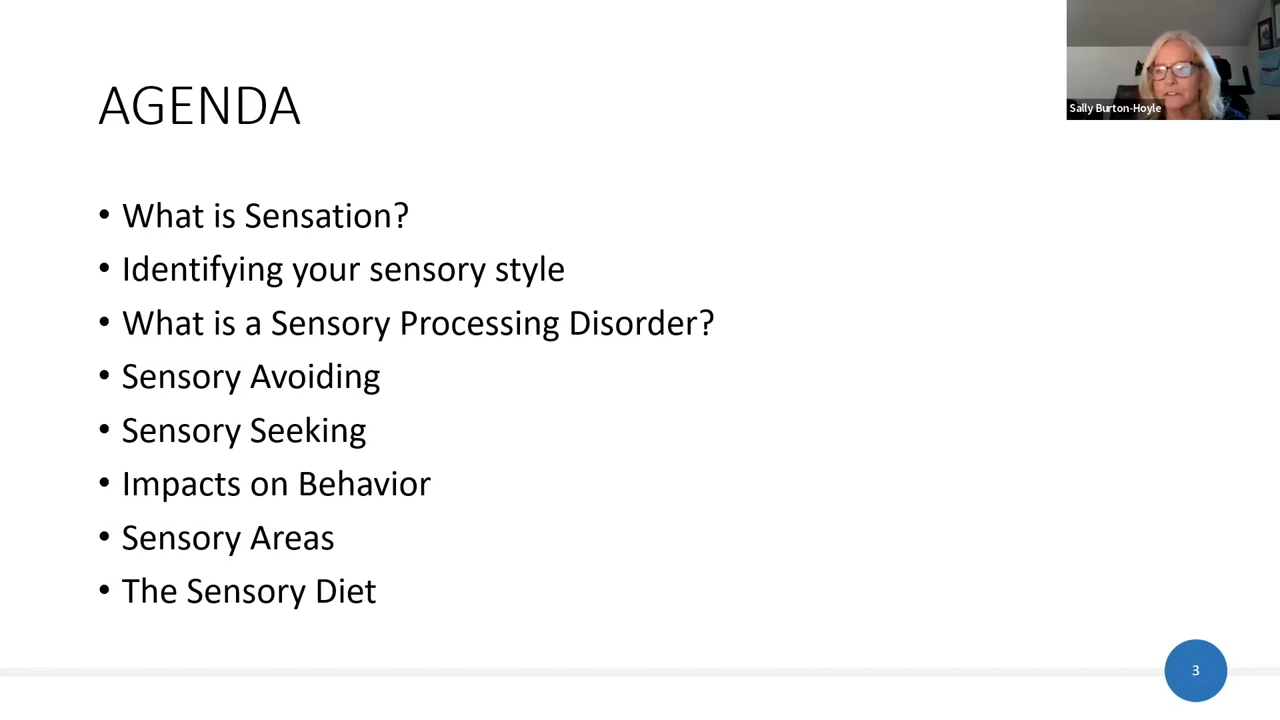 AGENDA
Sally Burton-Hoyle
• What is Sensation?
• Identifying your sensory style
• What is a Sensory Processing Disorder?
• Sensory Avoiding
• Sensory Seeking
• Impacts on Behavior
• Sensory Areas
• The Sensory Diet
3